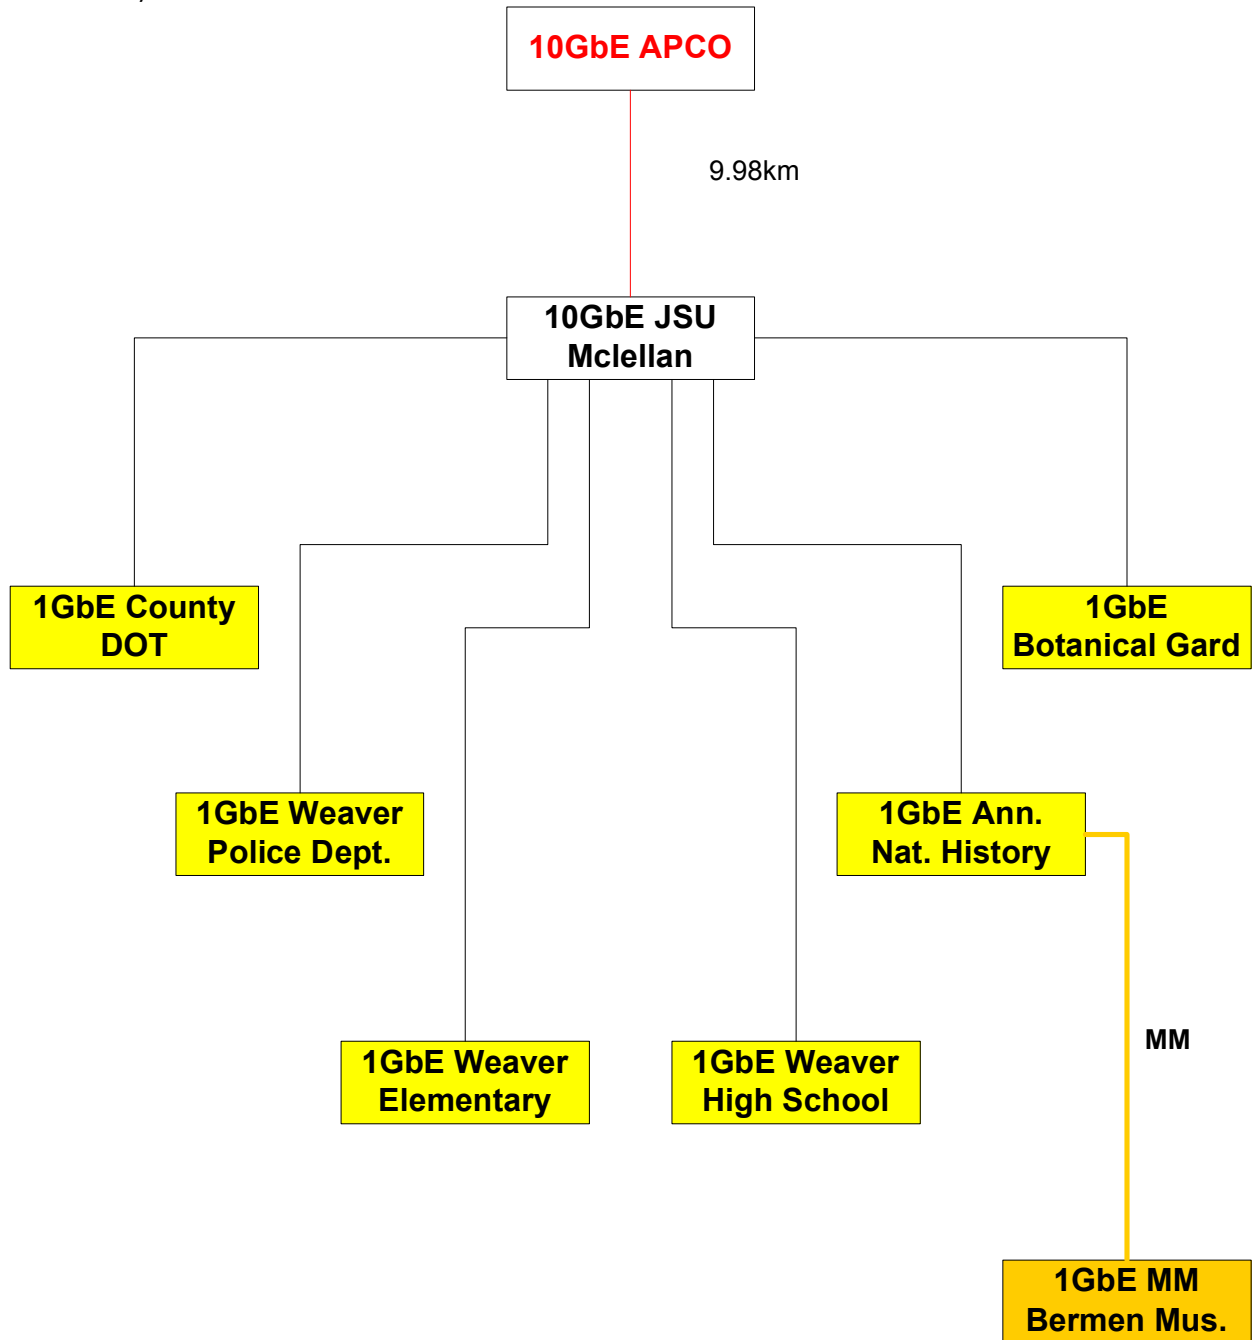 10GbE APCO
9.98km
10GbE JSU
Mclellan
1GbE County
DOT
1GbE
Botanical Gard
1GbE Weaver
Police Dept.
1GbE Ann.
Nat. History
1GbE Weaver
Elementary
1GbE Weaver
High School
MM
1GbE MM
Bermen Mus.